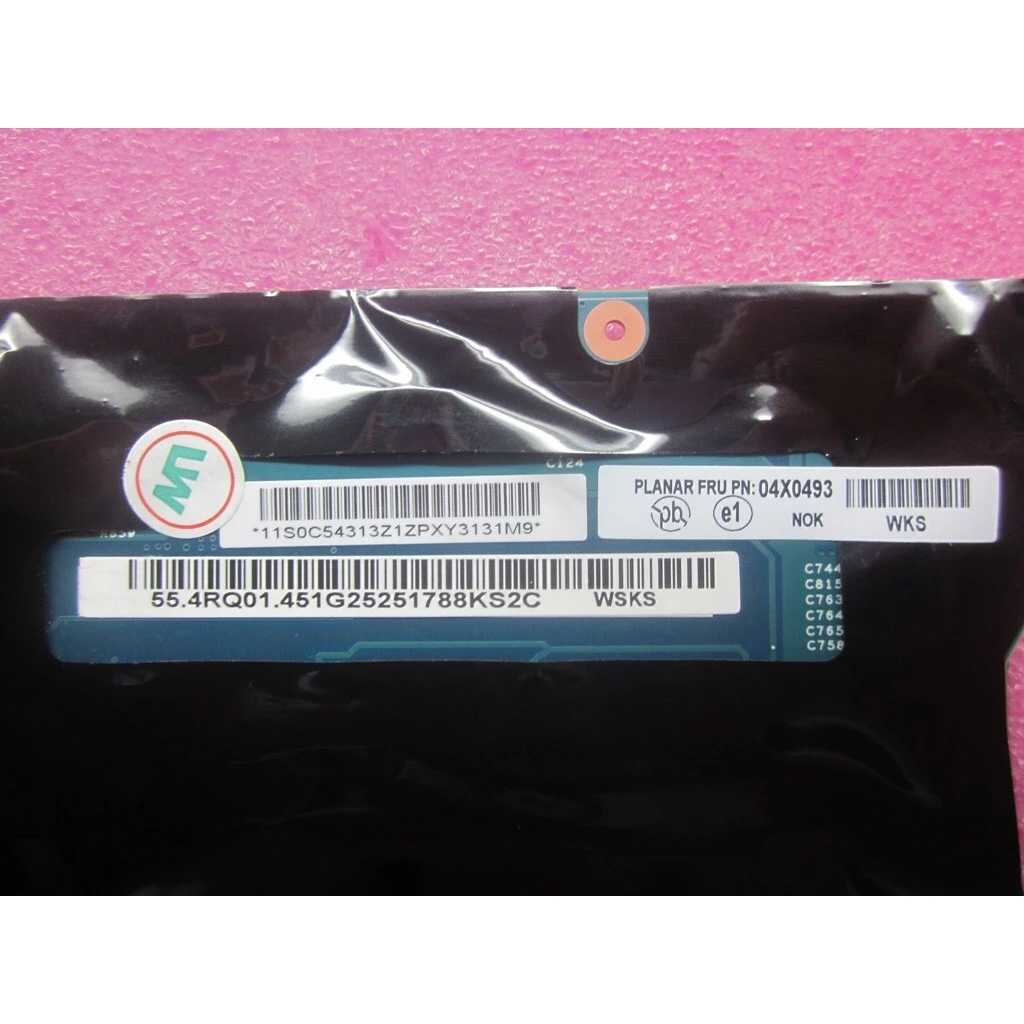 C124
PLANAR FRU PN: 04X0493
pb e1 NOK WKS
*11S0C54313Z1ZPXY3131M9*
55.4RQ01.451G25251788KS2C WSKS
C744
C815
C763
C764
C765
C758